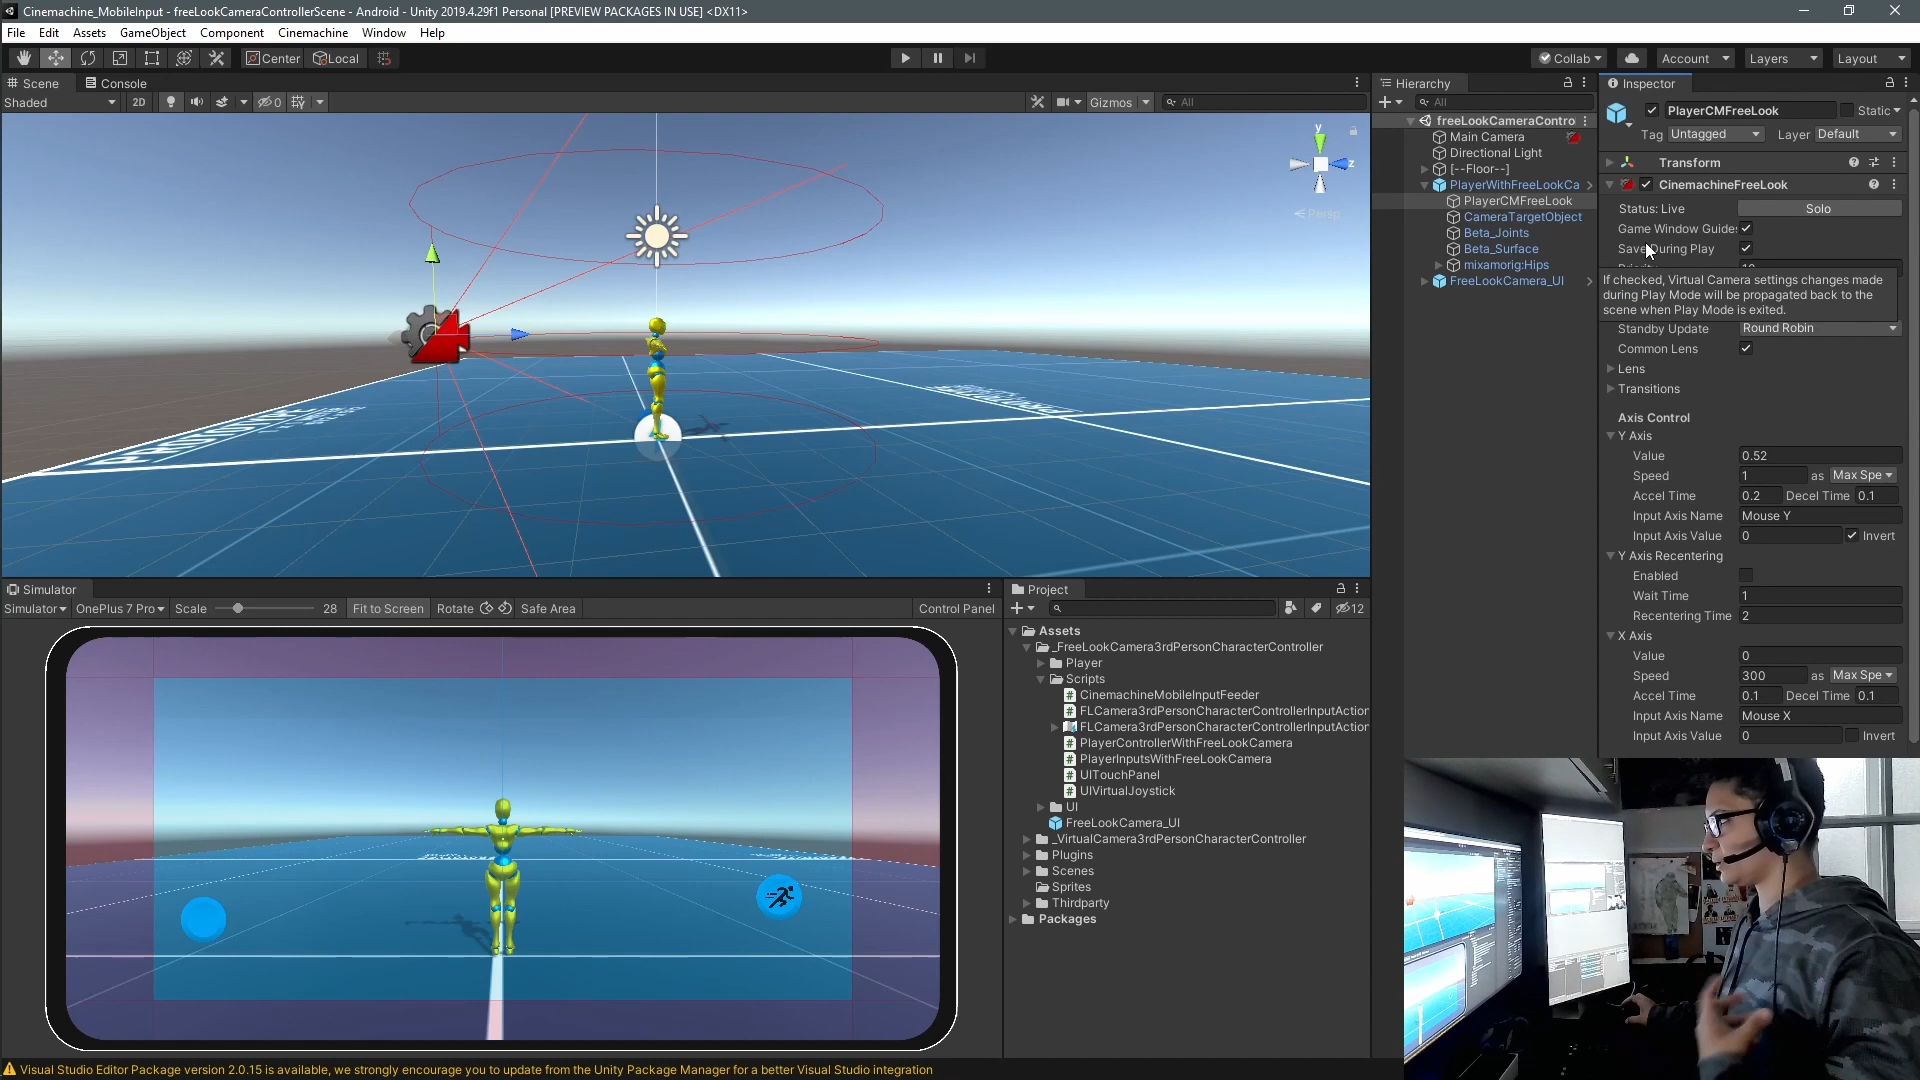 Cinemachine_MobileInput - freeLookCameraControllerScene - Android - Unity 2019.4.29f1 Personal [PREVIEW PACKAGES IN USE] <DX11>
File Edit Assets GameObject Component Cinemachine Window Help
Center Local
Collab Account Layers Layout
Scene Console
Shaded 2D 0 Gizmos All
y
z
Persp
Simulator
Simulator OnePlus 7 Pro Scale 28 Fit to Screen Rotate Safe Area Control Panel
Hierarchy
All
freeLookCameraContro
Main Camera
Directional Light
[--Floor--]
PlayerWithFreeLookCa
PlayerCMFreeLook
CameraTargetObject
Beta_Joints
Beta_Surface
mixamorig:Hips
FreeLookCamera_UI
Project
12
Assets
_FreeLookCamera3rdPersonCharacterController
Player
Scripts
CinemachineMobileInputFeeder
FLCamera3rdPersonCharacterControllerInputAction
FLCamera3rdPersonCharacterControllerInputAction
PlayerControllerWithFreeLookCamera
PlayerInputsWithFreeLookCamera
UITouchPanel
UIVirtualJoystick
UI
FreeLookCamera_UI
_VirtualCamera3rdPersonCharacterController
Plugins
Scenes
Sprites
Thirdparty
Packages
Inspector
PlayerCMFreeLook Static
Tag Untagged Layer Default
Transform
CinemachineFreeLook
Status: Live Solo
Game Window Guides
Save During Play
If checked, Virtual Camera settings changes made
during Play Mode will be propagated back to the
scene when Play Mode is exited.
Standby Update Round Robin
Common Lens
Lens
Transitions
Axis Control
Y Axis
Value 0.52
Speed 1 as Max Spe
Accel Time 0.2 Decel Time 0.1
Input Axis Name Mouse Y
Input Axis Value 0 Invert
Y Axis Recentering
Enabled
Wait Time 1
Recentering Time 2
X Axis
Value 0
Speed 300 as Max Spe
Accel Time 0.1 Decel Time 0.1
Input Axis Name Mouse X
Input Axis Value 0 Invert
Visual Studio Editor Package version 2.0.15 is available, we strongly encourage you to update from the Unity Package Manager for a better Visual Studio integration